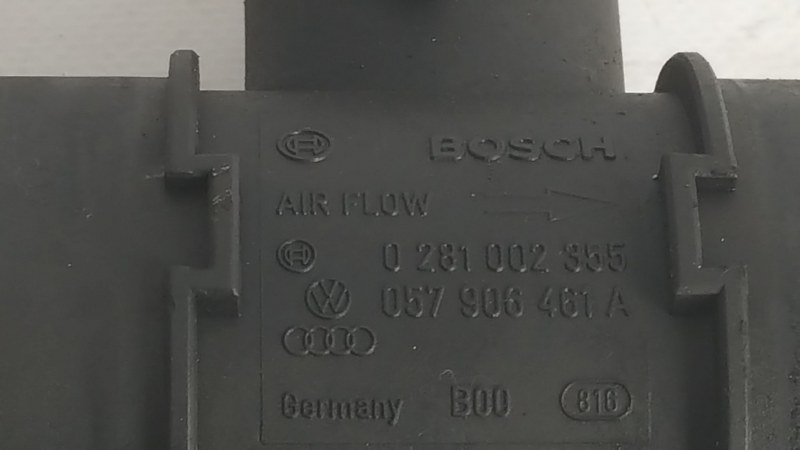 BOSCH
AIR FLOW
0 281 002 355
057 906 461 A
Germany B00 816